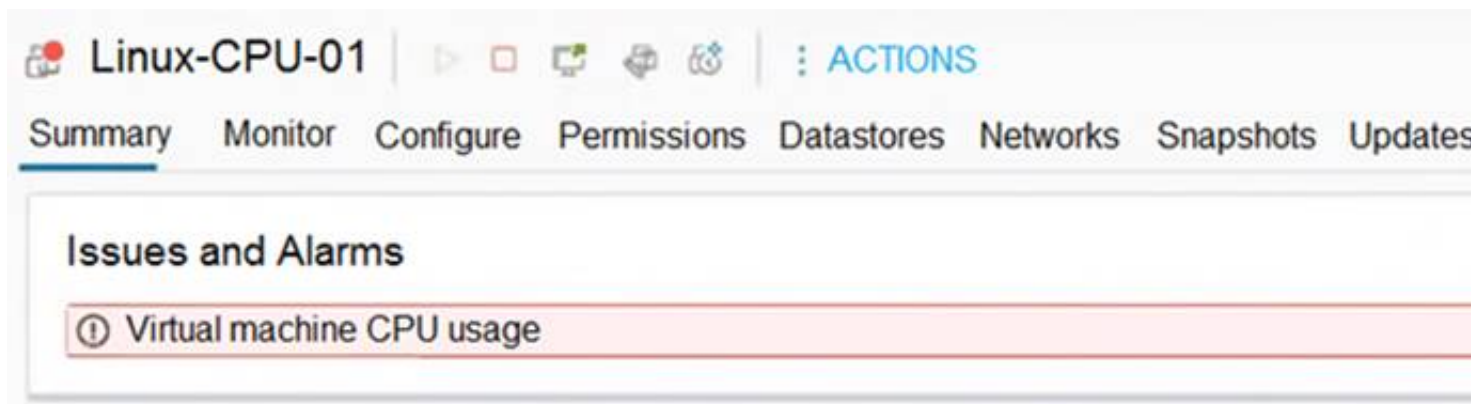 Linux-CPU-01 ⋮ ACTIONS
Summary Monitor Configure Permissions Datastores Networks Snapshots Updates
Issues and Alarms
Virtual machine CPU usage